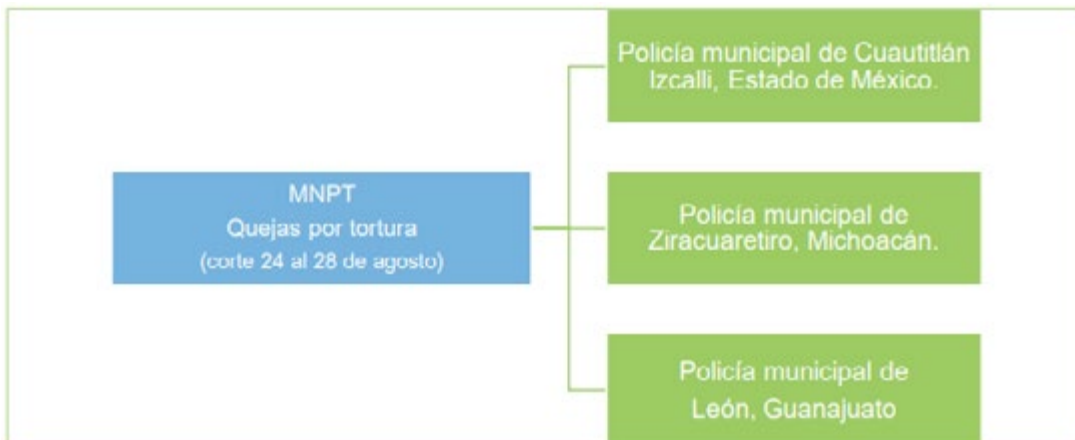 MNPT
Quejas por tortura
(corte 24 al 28 de agosto)
Policía municipal de Cuautitlán
Izcalli, Estado de México.
Policía municipal de
Ziracuaretiro, Michoacán.
Policía municipal de
León, Guanajuato